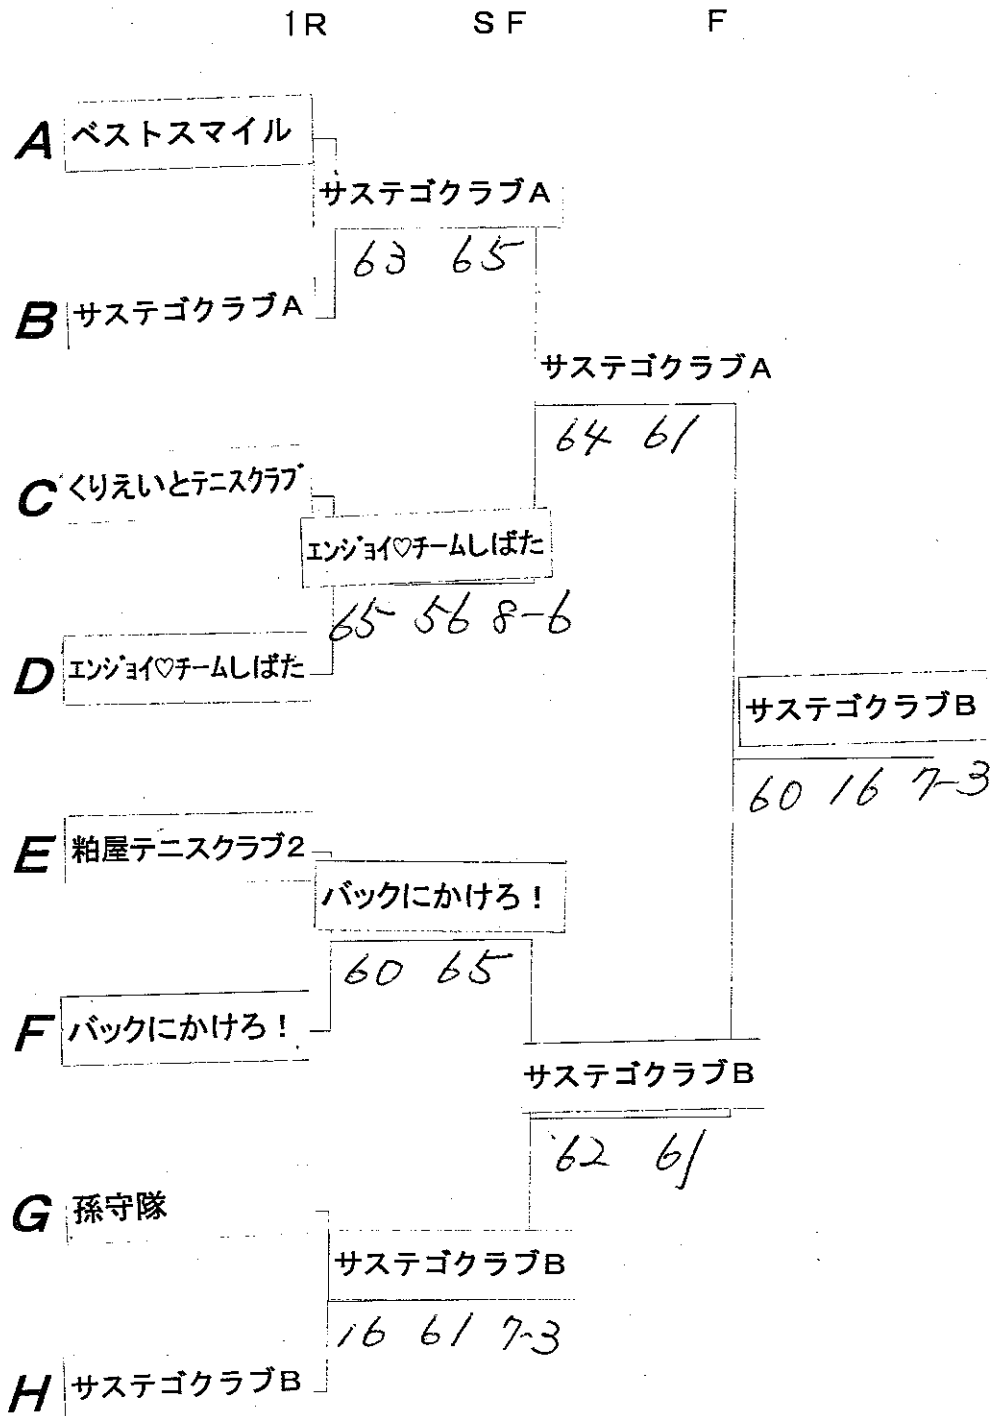 1R SF F
A ベストスマイル
サステゴクラブA
63 65
B サステゴクラブA
サステゴクラブA
64 61
C くりえいとテニスクラブ
エンジョイ♡チームしばた
65 56 8-6
D エンジョイ♡チームしばた
サステゴクラブB
60 16 7-3
E 粕屋テニスクラブ2
バックにかけろ!
60 65
F バックにかけろ!
サステゴクラブB
62 61
G 孫守隊
サステゴクラブB
16 61 7-3
H サステゴクラブB